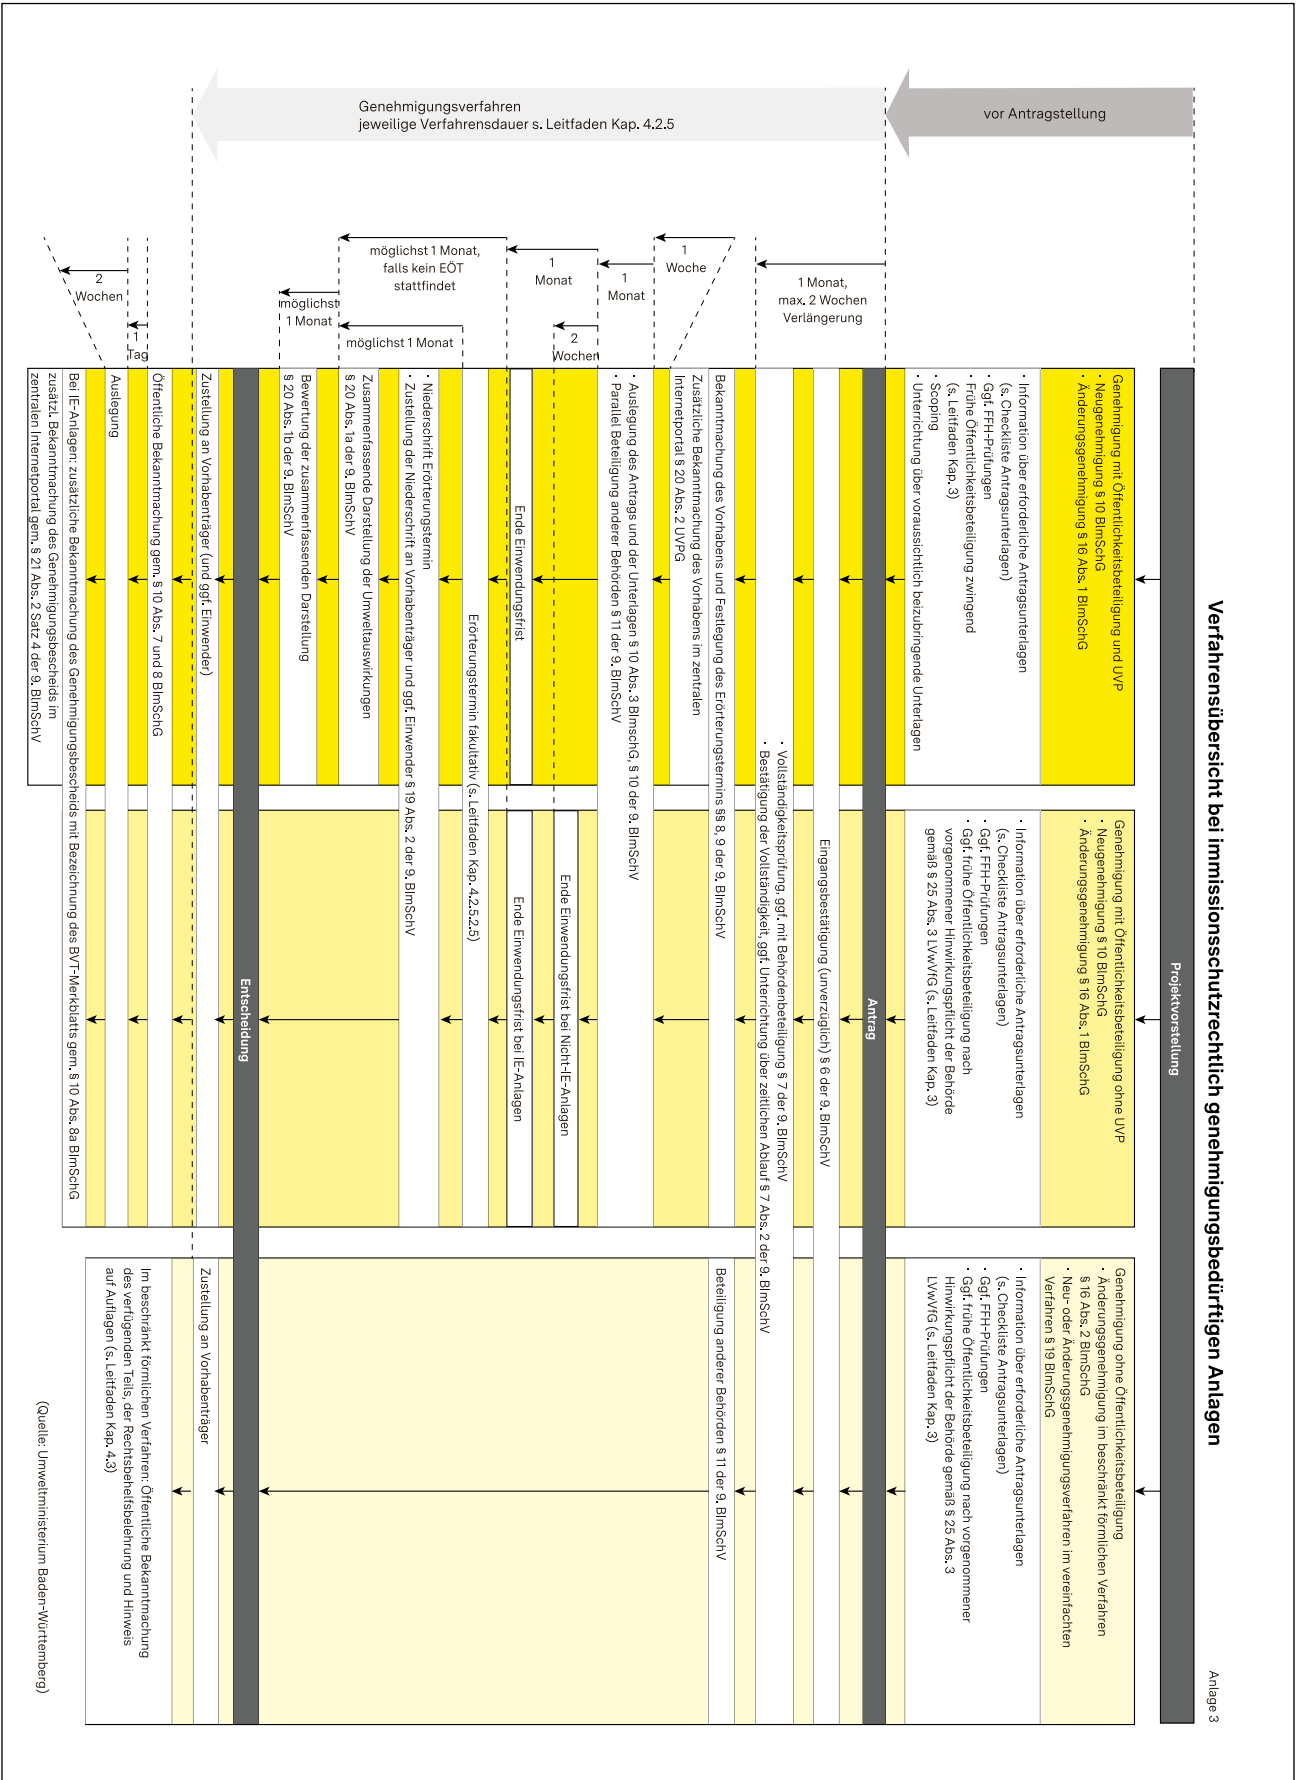 Anlage 3
Verfahrensübersicht bei immissionsschutzrechtlich genehmigungsbedürftigen Anlagen
Projektvorstellung
vor Antragstellung
Genehmigung mit Öffentlichkeitsbeteiligung und UVP
· Neugenehmigung § 10 BImSchG
· Änderungsgenehmigung § 16 Abs. 1 BImSchG
Genehmigung mit Öffentlichkeitsbeteiligung ohne UVP
· Neugenehmigung § 10 BImSchG
· Änderungsgenehmigung § 16 Abs. 1 BImSchG
Genehmigung ohne Öffentlichkeitsbeteiligung
· Änderungsgenehmigung im beschränkt förmlichen Verfahren
§ 16 Abs. 2 BImSchG
· Neu- oder Änderungsgenehmigungsverfahren im vereinfachten
Verfahren § 19 BImSchG
· Information über erforderliche Antragsunterlagen
(s. Checkliste Antragsunterlagen)
· Ggf. FFH-Prüfungen
· Frühe Öffentlichkeitsbeteiligung zwingend
(s. Leitfaden Kap. 3)
· Scoping
· Unterrichtung über voraussichtlich beizubringende Unterlagen
· Information über erforderliche Antragsunterlagen
(s. Checkliste Antragsunterlagen)
· Ggf. FFH-Prüfungen
· Ggf. frühe Öffentlichkeitsbeteiligung nach
vorgenommener Hinwirkungspflicht der Behörde
gemäß § 25 Abs. 3 LVwVfG (s. Leitfaden Kap. 3)
· Information über erforderliche Antragsunterlagen
(s. Checkliste Antragsunterlagen)
· Ggf. FFH-Prüfungen
· Ggf. frühe Öffentlichkeitsbeteiligung nach vorgenommener
Hinwirkungspflicht der Behörde gemäß § 25 Abs. 3
LVwVfG (s. Leitfaden Kap. 3)
Antrag
Genehmigungsverfahren
jeweilige Verfahrensdauer s. Leitfaden Kap. 4.2.5
1 Monat,
max. 2 Wochen
Verlängerung
Eingangsbestätigung (unverzüglich) § 6 der 9. BImSchV
· Vollständigkeitsprüfung, ggf. mit Behördenbeteiligung § 7 der 9. BImSchV
· Bestätigung der Vollständigkeit, ggf. Unterrichtung über zeitlichen Ablauf § 7 Abs. 2 der 9. BImSchV
Bekanntmachung des Vorhabens und Festlegung des Erörterungstermins §§ 8, 9 der 9. BImSchV
Beteiligung anderer Behörden § 11 der 9. BImSchV
1
Woche
Zusätzliche Bekanntmachung des Vorhabens im zentralen
Internetportal § 20 Abs. 2 UVPG
1
Monat
· Auslegung des Antrags und der Unterlagen § 10 Abs. 3 BImschG, § 10 der 9. BImSchV
· Parallel Beteiligung anderer Behörden § 11 der 9. BImSchV
1
Monat
2
Wochen
Ende Einwendungsfrist bei Nicht-IE-Anlagen
Ende Einwendungsfrist
Ende Einwendungsfrist bei IE-Anlagen
möglichst 1 Monat,
falls kein EÖT
stattfindet
Erörterungstermin fakultativ (s. Leitfaden Kap. 4.2.5.2.5)
möglichst 1 Monat
· Niederschrift Erörterungstermin
· Zustellung der Niederschrift an Vorhabenträger und ggf. Einwender § 19 Abs. 2 der 9. BImSchV
Zusammenfassende Darstellung der Umweltauswirkungen
§ 20 Abs. 1a der 9. BImSchV
möglichst
1 Monat
Bewertung der zusammenfassenden Darstellung
§ 20 Abs. 1b der 9. BImSchV
Entscheidung
Zustellung an Vorhabenträger (und ggf. Einwender)
Zustellung an Vorhabenträger
Öffentliche Bekanntmachung gem. § 10 Abs. 7 und 8 BImSchG
Im beschränkt förmlichen Verfahren: Öffentliche Bekanntmachung
des verfügenden Teils, der Rechtsbehelfsbelehrung und Hinweis
auf Auflagen (s. Leitfaden Kap. 4.3)
1
Tag
Auslegung
2
Wochen
Bei IE-Anlagen: zusätzliche Bekanntmachung des Genehmigungsbescheids mit Bezeichnung des BVT-Merkblatts gem. § 10 Abs. 8a BImSchG
zusätzl. Bekanntmachung des Genehmigungsbescheids im
zentralen Internetportal gem. § 21 Abs. 2 Satz 4 der 9. BImSchV
(Quelle: Umweltministerium Baden-Württemberg)